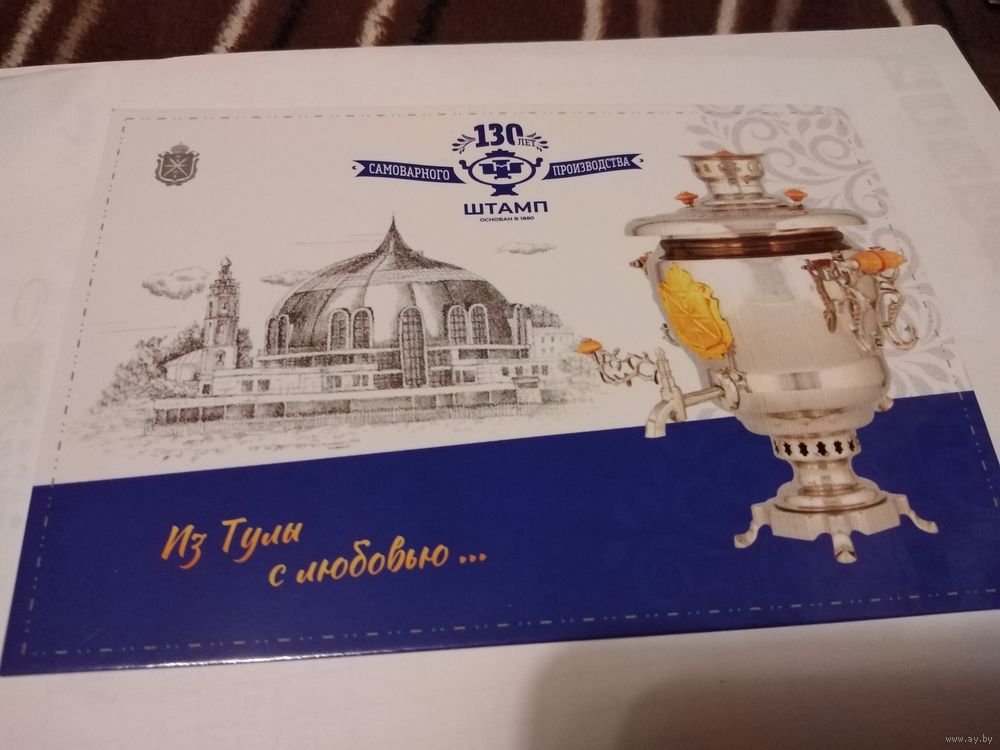 130
ЛЕТ
САМОВАРНОГО ПРОИЗВОДСТВА
ШТАМП
ОСНОВАН В 1880
Из Тулы
с любовью ...
www.ay.by